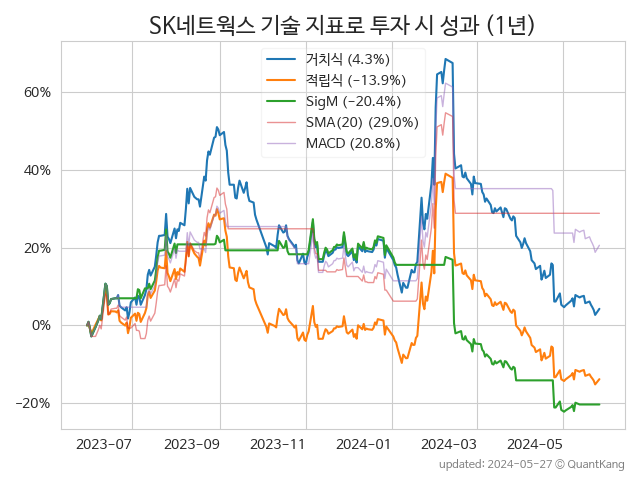 SK네트웍스 기술 지표로 투자 시 성과 (1년)
거치식 (4.3%)
적립식 (−13.9%)
SigM (−20.4%)
SMA(20) (29.0%)
MACD (20.8%)
60%
40%
20%
0%
−20%
2023−07 2023−09 2023−11 2024−01 2024−03 2024−05
updated: 2024-05-27 © QuantKang